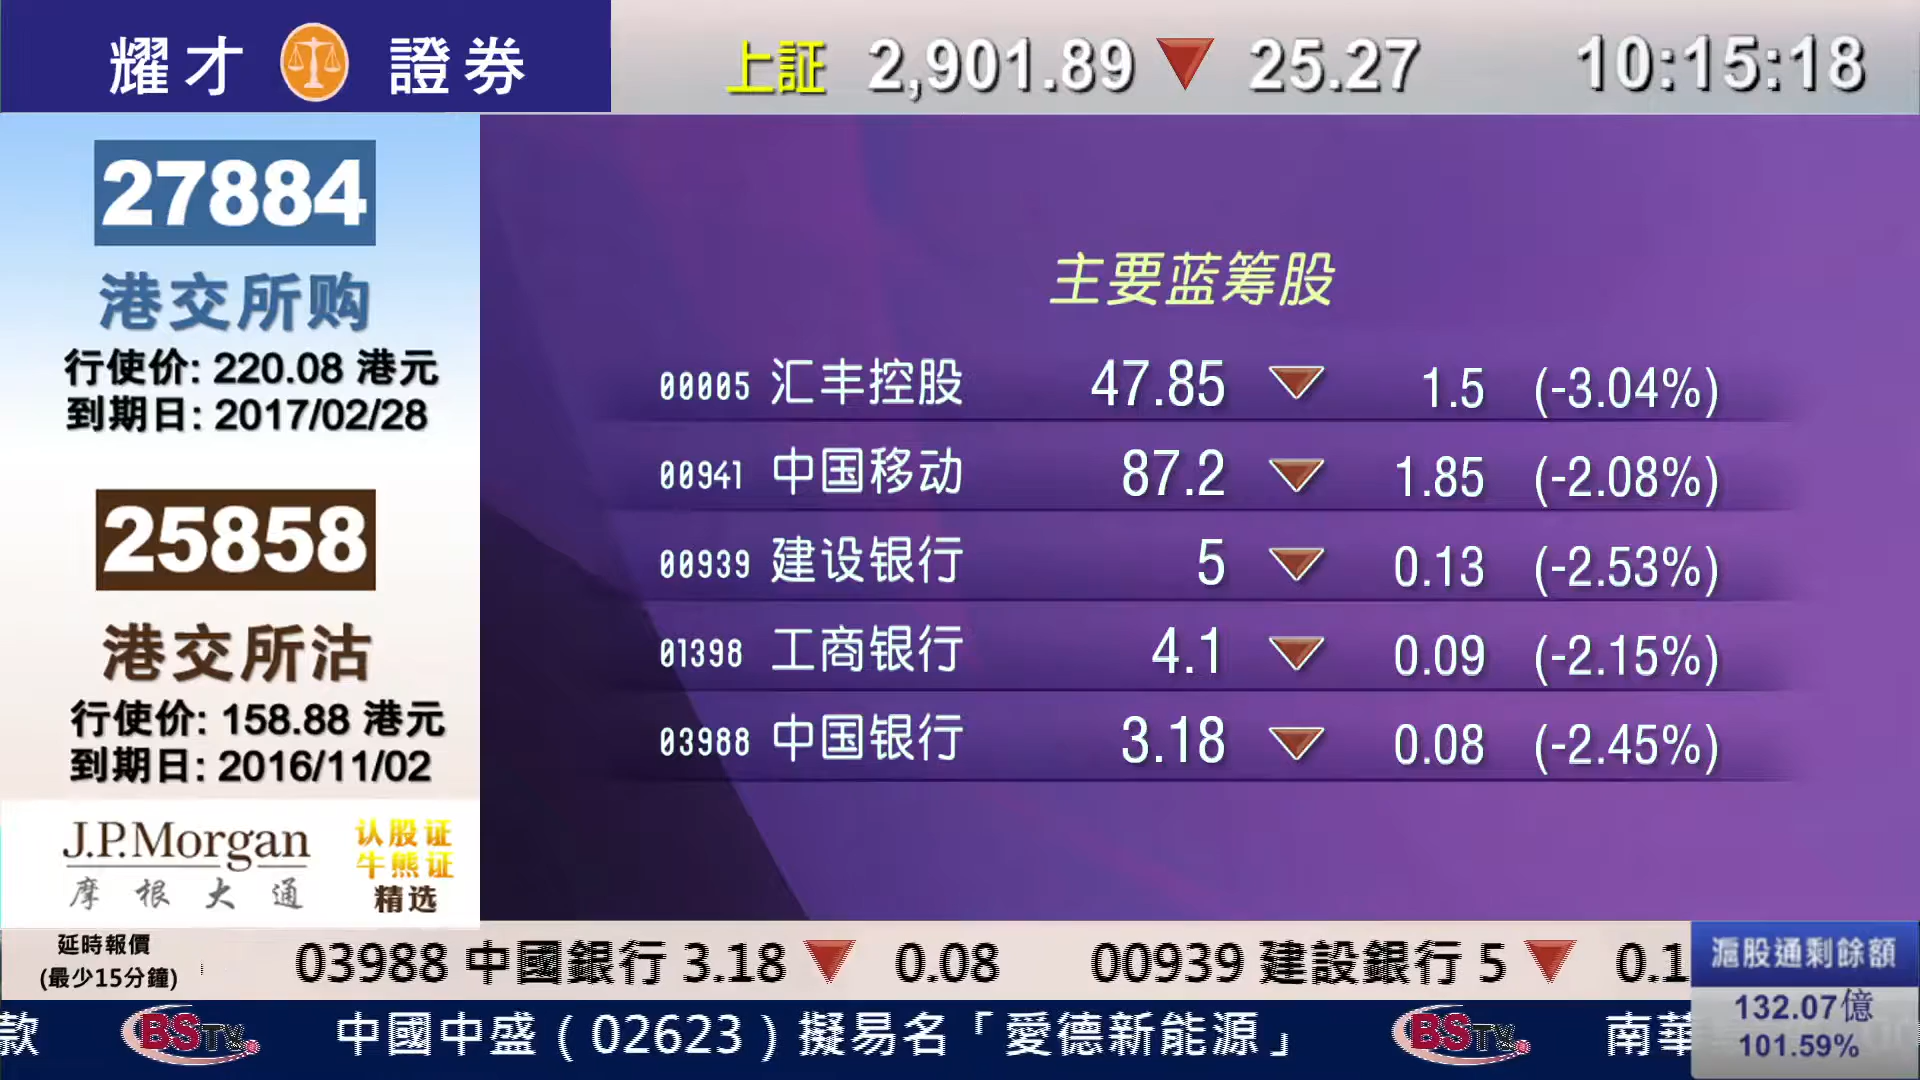 耀才 證券
上証 2,901.89 ▼ 25.27 10:15:18
27884
港交所购
行使价: 220.08 港元
到期日: 2017/02/28
25858
港交所沽
行使价: 158.88 港元
到期日: 2016/11/02
J.P.Morgan
摩根大通
认股证
牛熊证
精选
主要蓝筹股
00005 汇丰控股 47.85 ▼ 1.5 (-3.04%)
00941 中国移动 87.2 ▼ 1.85 (-2.08%)
00939 建设银行 5 ▼ 0.13 (-2.53%)
01398 工商银行 4.1 ▼ 0.09 (-2.15%)
03988 中国银行 3.18 ▼ 0.08 (-2.45%)
延時報價
(最少15分鐘)
03988 中國銀行 3.18 ▼ 0.08 00939 建設銀行 5 ▼ 0.1
滬股通剩餘額
132.07億
101.59%
款 BSTV 中國中盛（02623）擬易名「愛德新能源」 BSTV 南華